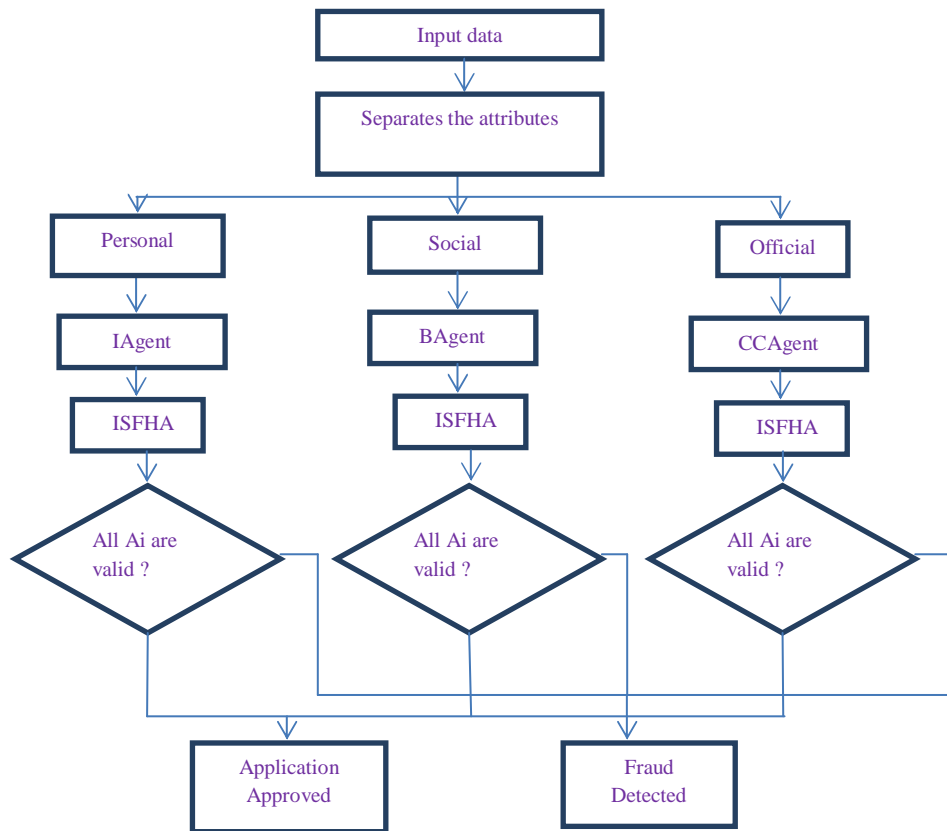 Input data
Separates the attributes
Personal
Social
Official
IAgent
BAgent
CCAgent
ISFHA
ISFHA
ISFHA
All Ai are
valid ?
All Ai are
valid ?
All Ai are
valid ?
Application
Approved
Fraud
Detected